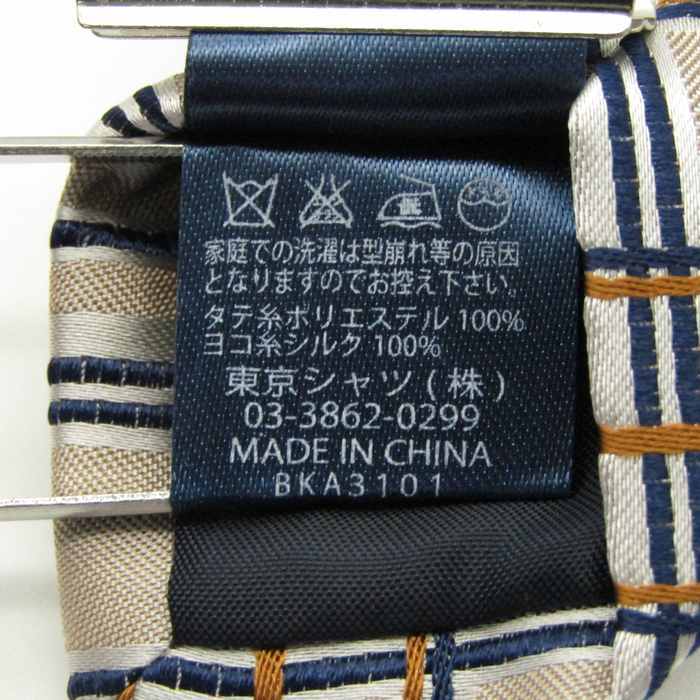 家庭での洗濯は型崩れ等の原因
となりますのでお控え下さい。
タテ糸ポリエステル 100%
ヨコ糸シルク 100%
東京シャツ(株)
03-3862-0299
MADE IN CHINA
BKA3101